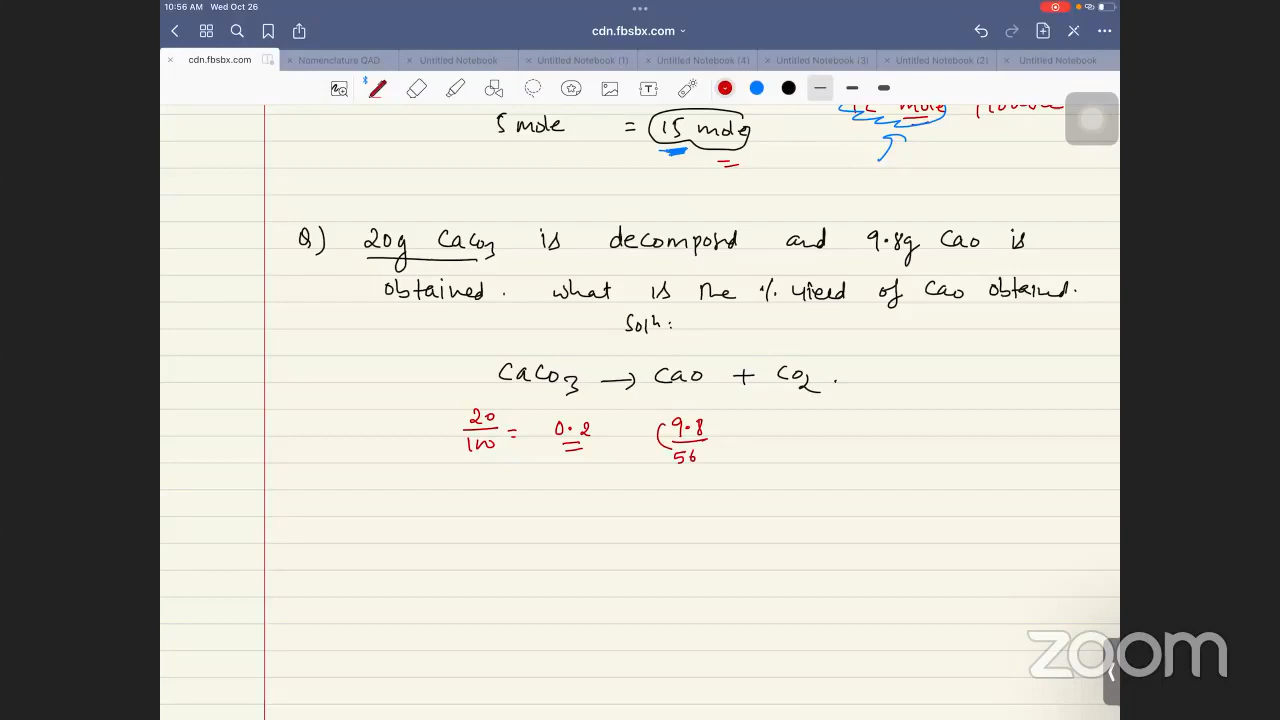 10:56 AM Wed Oct 26
cdn.fbsbx.com
cdn.fbsbx.com Nomenclature QAD Untitled Notebook Untitled Notebook (1) Untitled Notebook (4) Untitled Notebook (3) Untitled Notebook (2) Untitled Notebook
5 mole = 15 mole
mole
Q) 20g CaCO3 is decomposd and 9.8g CaO is
obtained. what is the % yield of CaO obtained.
Soln:
CaCO3 → CaO + CO2.
20/100 = 0.2 (9.8/56
zoom